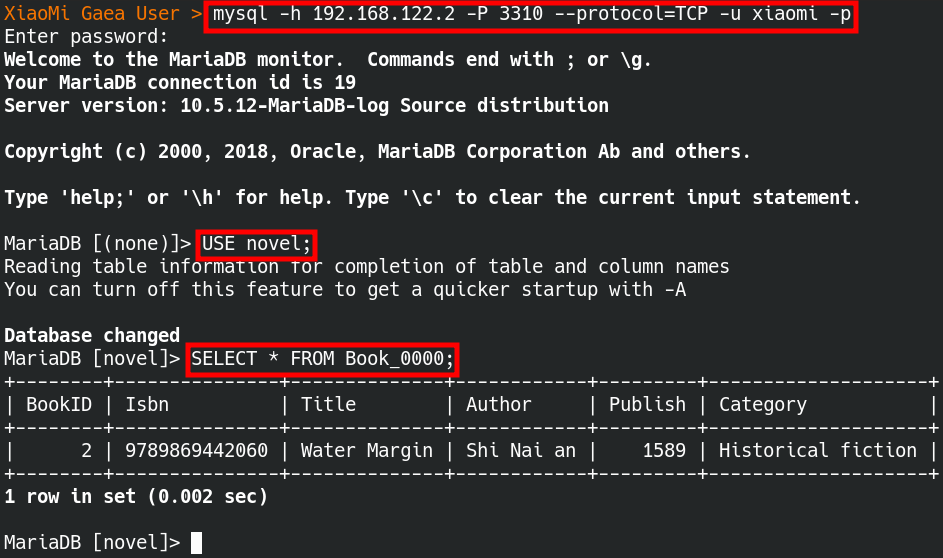 XiaoMi Gaea User > mysql -h 192.168.122.2 -P 3310 --protocol=TCP -u xiaomi -p
Enter password:
Welcome to the MariaDB monitor.  Commands end with ; or \g.
Your MariaDB connection id is 19
Server version: 10.5.12-MariaDB-log Source distribution

Copyright (c) 2000, 2018, Oracle, MariaDB Corporation Ab and others.

Type 'help;' or '\h' for help. Type '\c' to clear the current input statement.

MariaDB [(none)]> USE novel;
Reading table information for completion of table and column names
You can turn off this feature to get a quicker startup with -A

Database changed
MariaDB [novel]> SELECT * FROM Book_0000;
+--------+---------------+--------------+------------+---------+--------------------+
| BookID | Isbn          | Title        | Author     | Publish | Category           |
+--------+---------------+--------------+------------+---------+--------------------+
|      2 | 9789869442060 | Water Margin | Shi Nai an |    1589 | Historical fiction |
+--------+---------------+--------------+------------+---------+--------------------+
1 row in set (0.002 sec)

MariaDB [novel]>